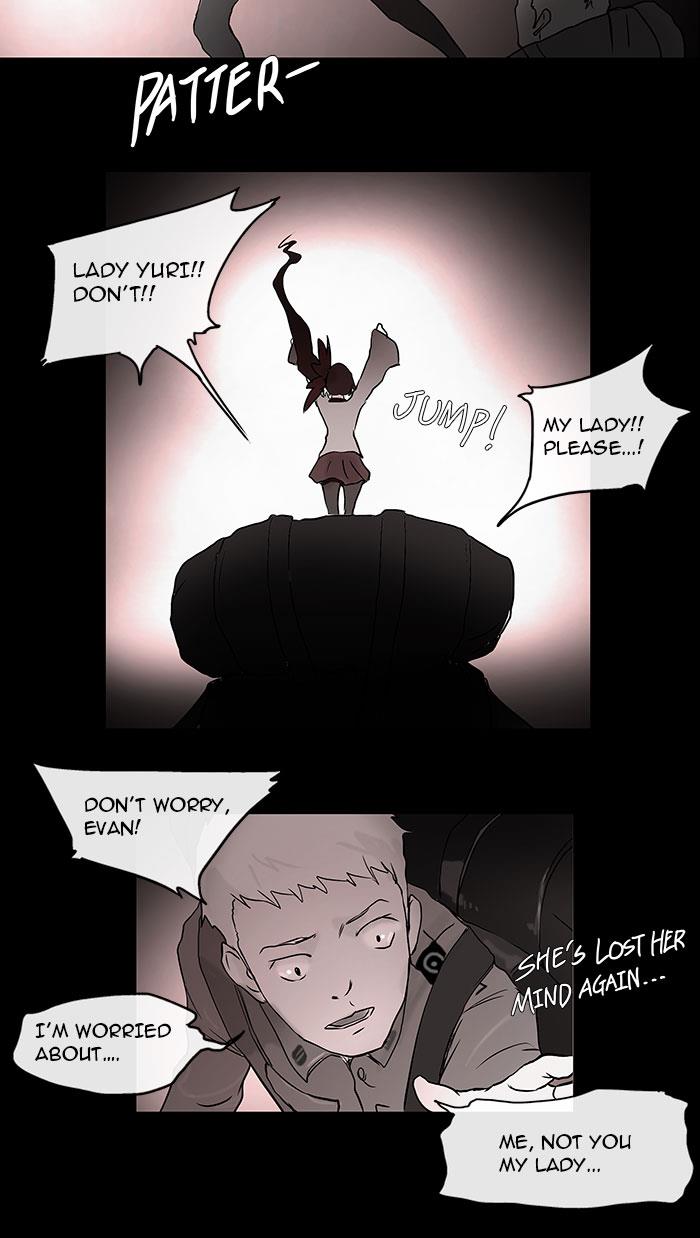 PATTER-
LADY YURI!!
DON'T!!
JUMP!
MY LADY!!
PLEASE...!
DON'T WORRY,
EVAN!
SHE'S LOST HER
MIND AGAIN...
I'M WORRIED
ABOUT....
ME, NOT YOU
MY LADY...